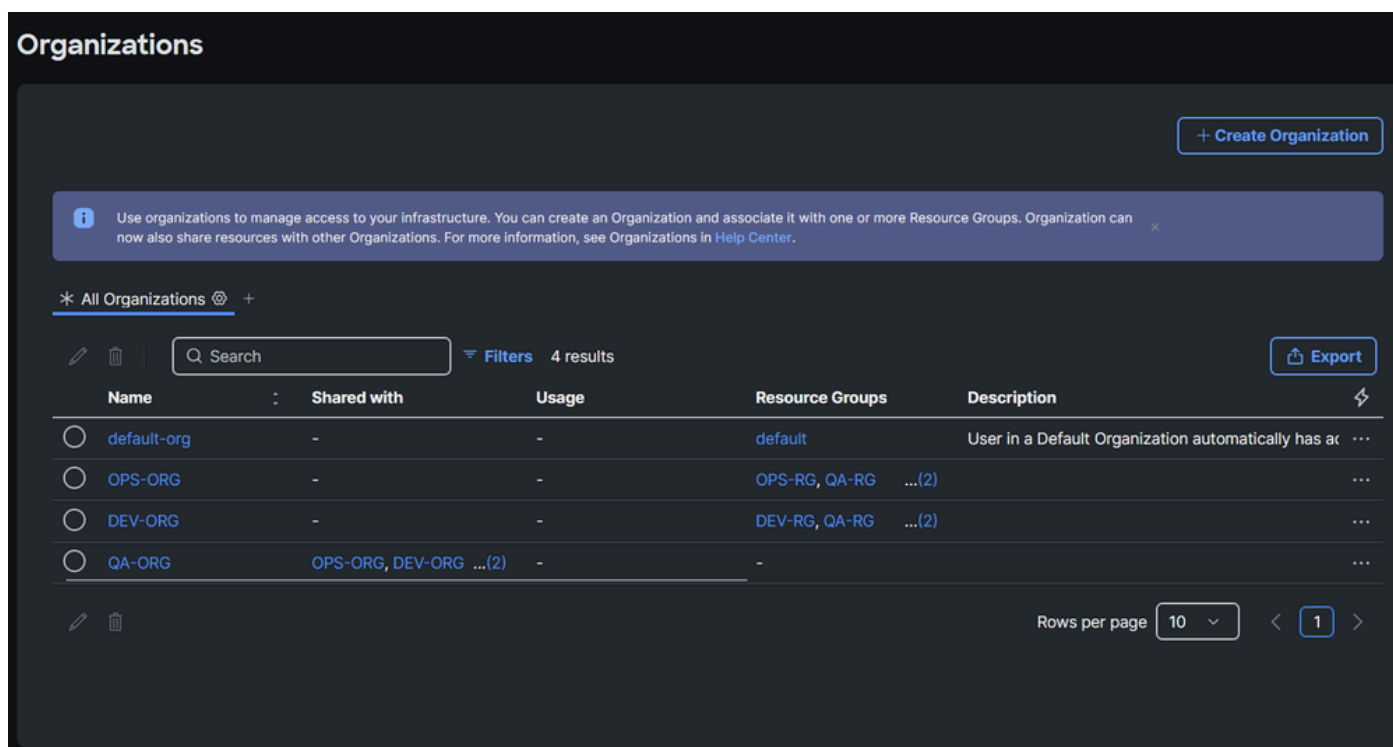 Organizations
+ Create Organization
Use organizations to manage access to your infrastructure. You can create an Organization and associate it with one or more Resource Groups. Organization can
now also share resources with other Organizations. For more information, see Organizations in Help Center.
All Organizations +
Search Filters 4 results Export
Name Shared with Usage Resource Groups Description
default-org - - default User in a Default Organization automatically has ac ...
OPS-ORG - - OPS-RG, QA-RG ...(2) ...
DEV-ORG - - DEV-RG, QA-RG ...(2) ...
QA-ORG OPS-ORG, DEV-ORG ...(2) - - ...
Rows per page 10 1